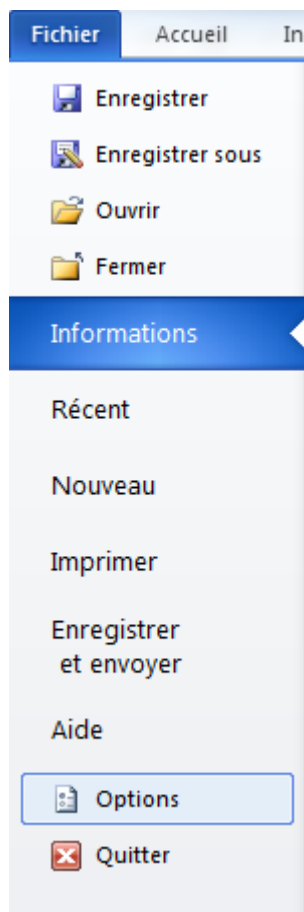 Fichier Accueil In
Enregistrer
Enregistrer sous
Ouvrir
Fermer
Informations
Récent
Nouveau
Imprimer
Enregistrer
et envoyer
Aide
Options
Quitter